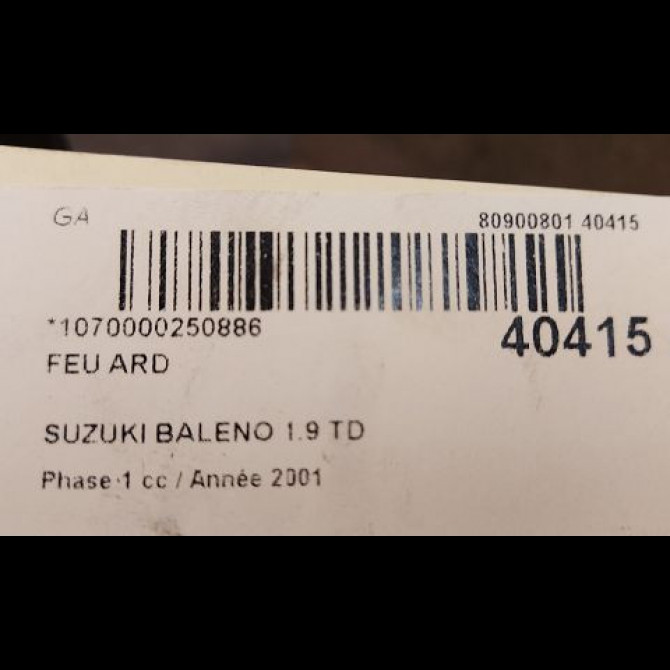 GA
80900801 40415
*1070000250886
40415
FEU ARD
SUZUKI BALENO 1.9 TD
Phase 1 cc / Année 2001